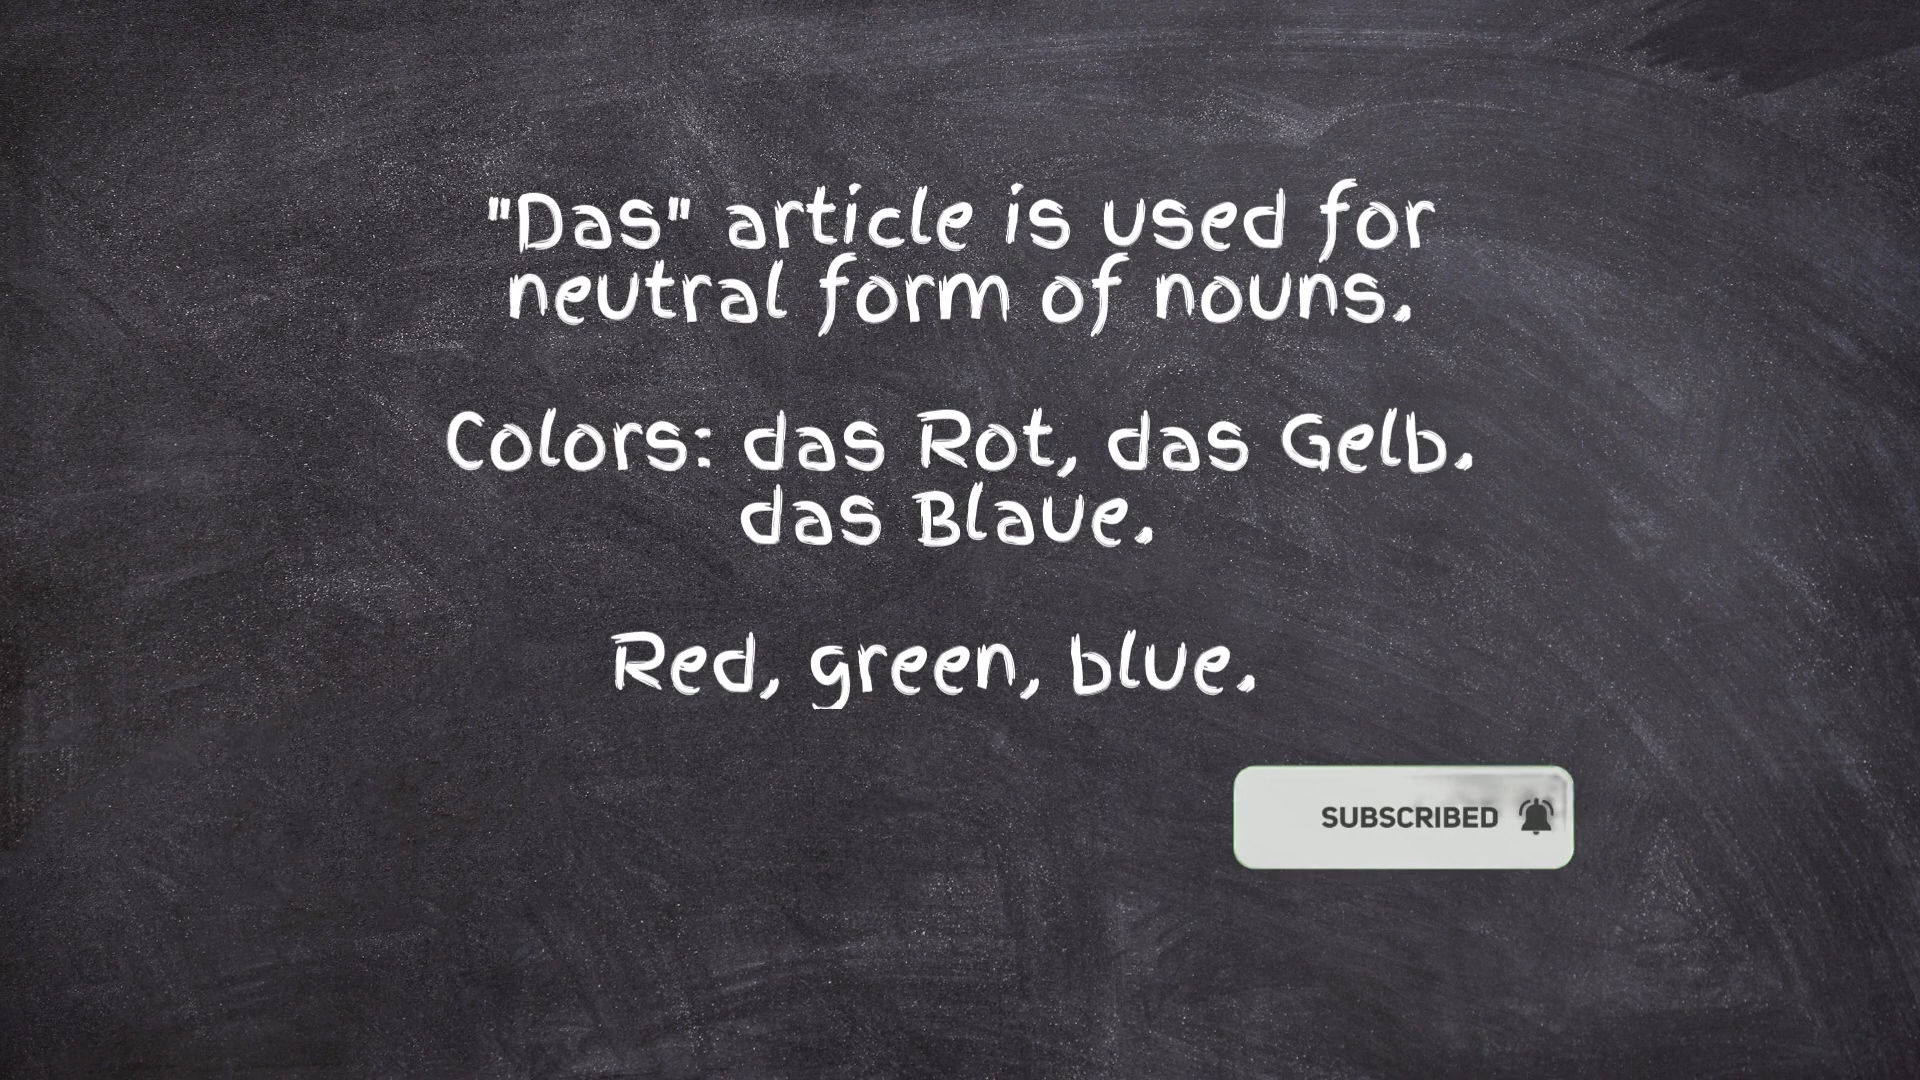 "Das" article is used for
neutral form of nouns.
Colors: das Rot, das Gelb.
das Blaue.
Red, green, blue.
SUBSCRIBED